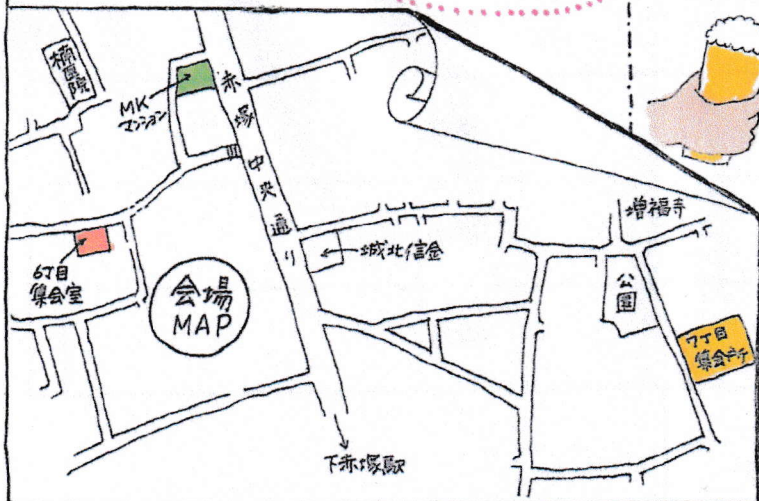 楠医院
MK
マンション
赤塚中央通り
6丁目
集会室
会場
MAP
城北信金
増福寺
公園
7丁目
集会所
下赤塚駅